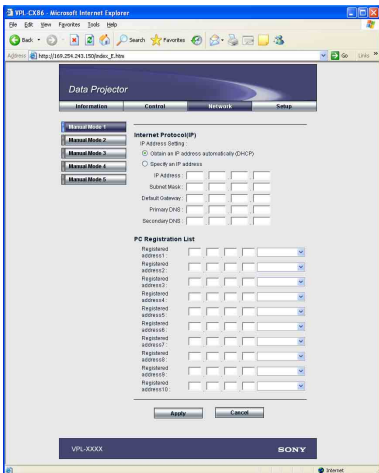 VPL-CX86 - Microsoft Internet Explorer
File Edit View Favorites Tools Help
Back Search Favorites
Address http://169.254.243.150/index_E.htm Go Links »
Data Projector
Information Control Network Setup
Manual Mode 1
Manual Mode 2
Manual Mode 3
Manual Mode 4
Manual Mode 5
Internet Protocol(IP)
IP Address Setting
Obtain an IP address automatically (DHCP)
Specify an IP address
IP Address :
Subnet Mask :
Default Gateway :
Primary DNS :
Secondary DNS :
PC Registration List
Registered
address1 :
Registered
address2 :
Registered
address3 :
Registered
address4 :
Registered
address5 :
Registered
address6 :
Registered
address7 :
Registered
address8 :
Registered
address9 :
Registered
address10 :
Apply Cancel
VPL-XXXX SONY
Internet